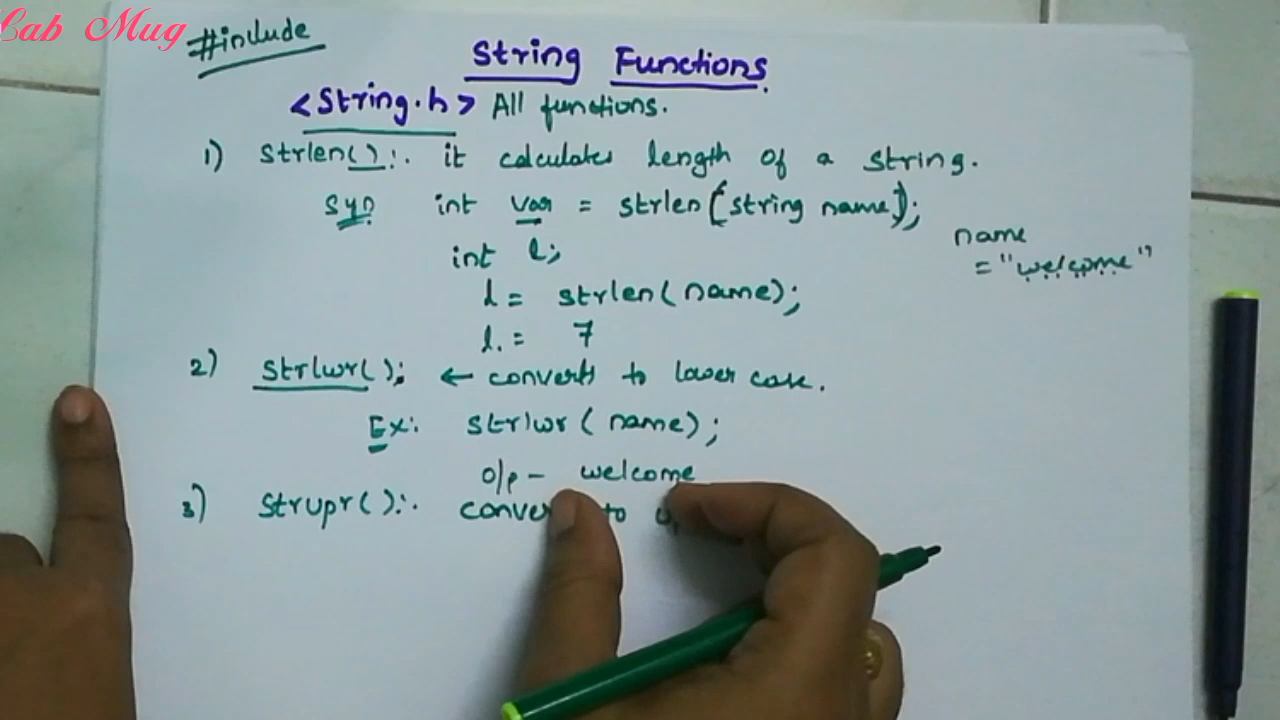 Lab Mug
#include
String Functions.
<String.h> All functions.
1) strlen():. it calculates length of a string.
Syn int var = strlen(string name);
name
= "welcome"
int l;
l = strlen(name);
l. = 7
2) strlwr(); ← converts to lower case.
Ex: strlwr(name);
o/p - welcome
3) strupr():. to